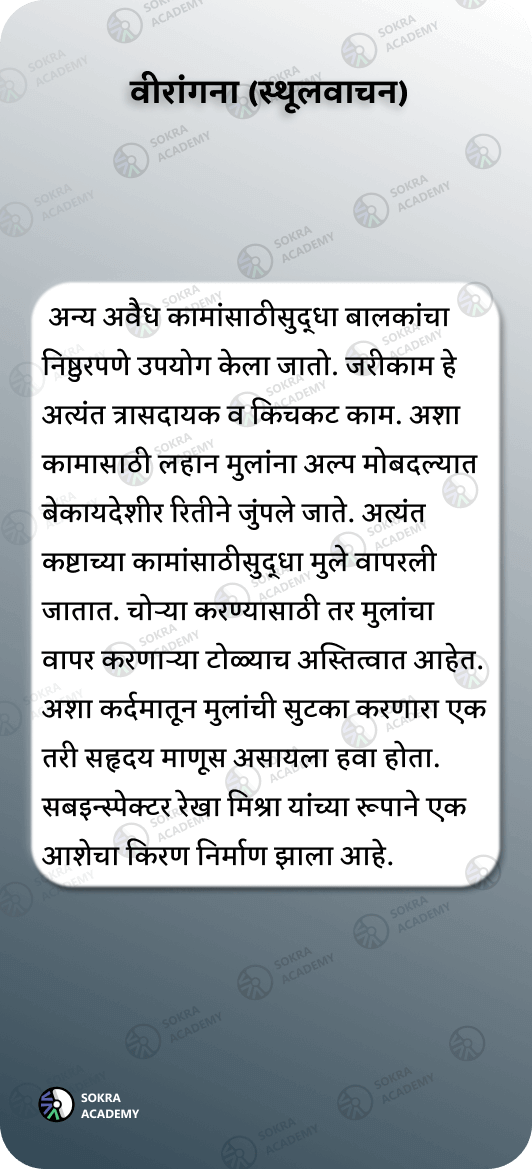 वीरांगना (स्थूलवाचन)
अन्य अवैध कामांसाठीसुद्धा बालकांचा
निष्ठुरपणे उपयोग केला जातो. जरीकाम हे
अत्यंत त्रासदायक व किचकट काम. अशा
कामासाठी लहान मुलांना अल्प मोबदल्यात
बेकायदेशीर रितीने जुंपले जाते. अत्यंत
कष्टाच्या कामांसाठीसुद्धा मुले वापरली
जातात. चोऱ्या करण्यासाठी तर मुलांचा
वापर करणाऱ्या टोळ्याच अस्तित्वात आहेत.
अशा कर्दमातून मुलांची सुटका करणारा एक
तरी सहृदय माणूस असायला हवा होता.
सबइन्स्पेक्टर रेखा मिश्रा यांच्या रूपाने एक
आशेचा किरण निर्माण झाला आहे.
SOKRA
ACADEMY